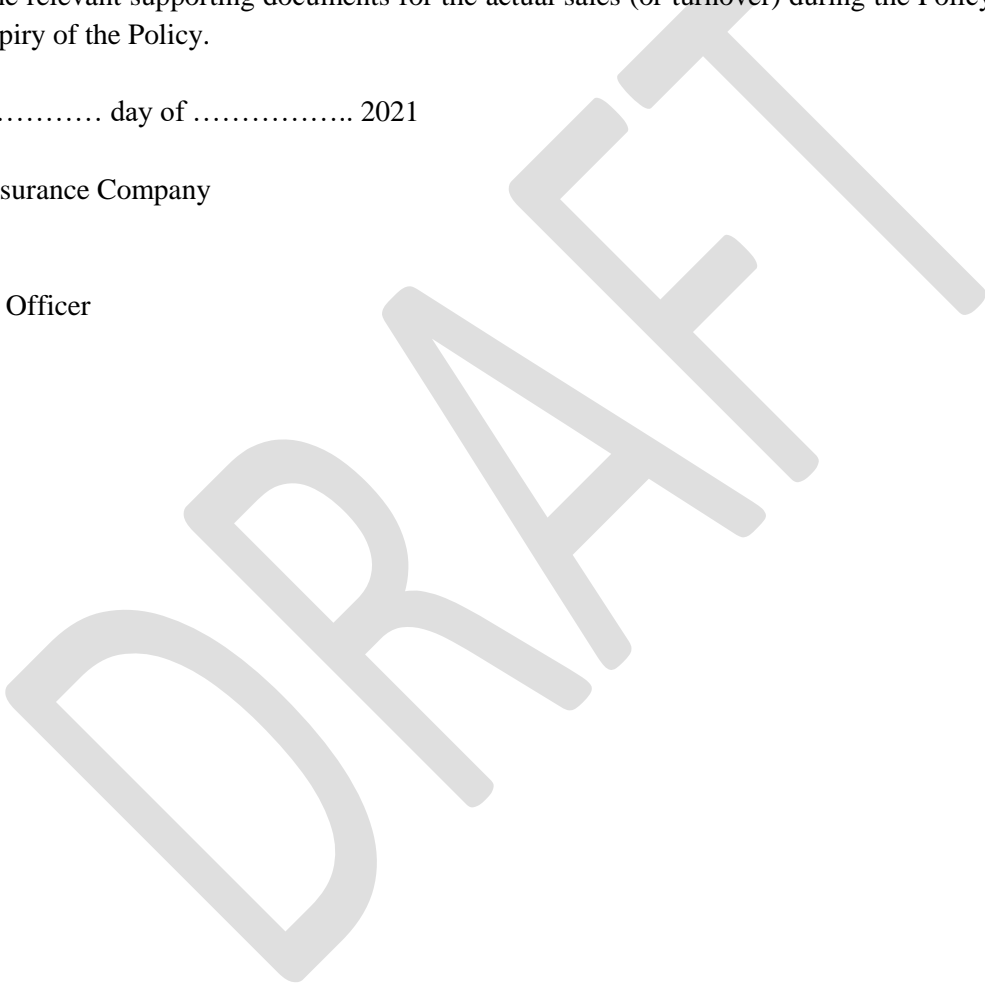 relevant supporting documents for the actual sales (or turnover) during the Policy
piry of the Policy.
………… day of …………….. 2021
surance Company
Officer
DRAFT